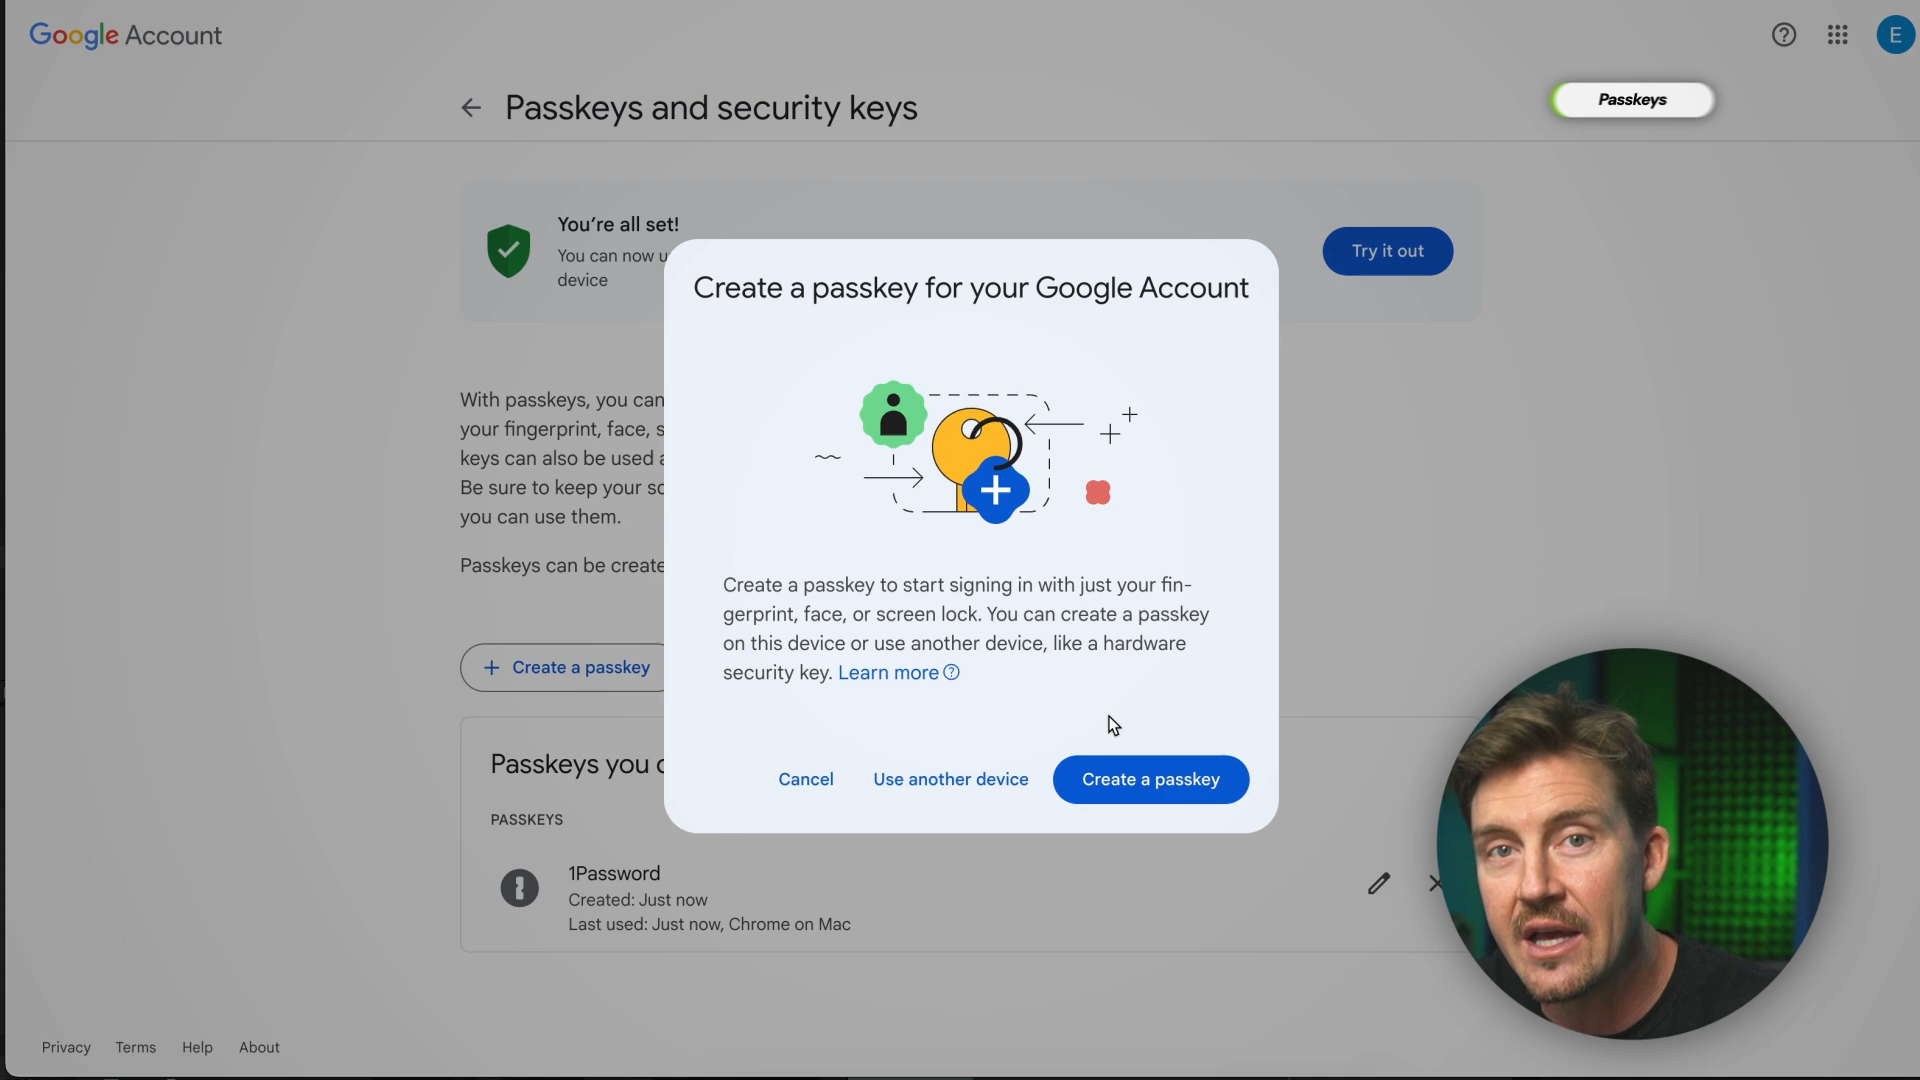 Google Account
E
Passkeys and security keys
Passkeys
You're all set!
You can now u
device
Try it out
Create a passkey for your Google Account
With passkeys, you can
your fingerprint, face, s
keys can also be used
Be sure to keep your sc
you can use them.
Passkeys can be create
Create a passkey to start signing in with just your fin-
gerprint, face, or screen lock. You can create a passkey
on this device or use another device, like a hardware
security key. Learn more
+ Create a passkey
Cancel
Use another device
Create a passkey
Passkeys you c
PASSKEYS
1Password
Created: Just now
Last used: Just now, Chrome on Mac
Privacy
Terms
Help
About